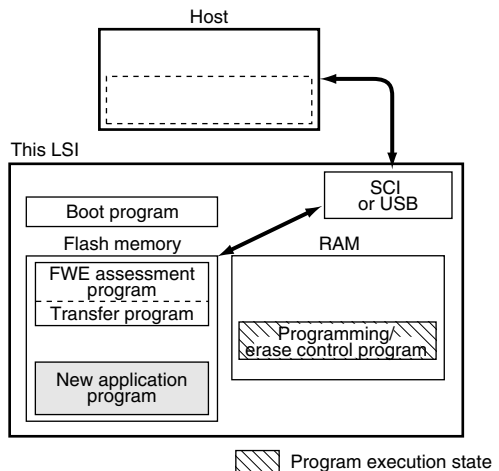 Host
This LSI
SCI
or USB
Boot program
Flash memory
RAM
FWE assessment
program
Transfer program
Programming/
erase control program
New application
program
Program execution state